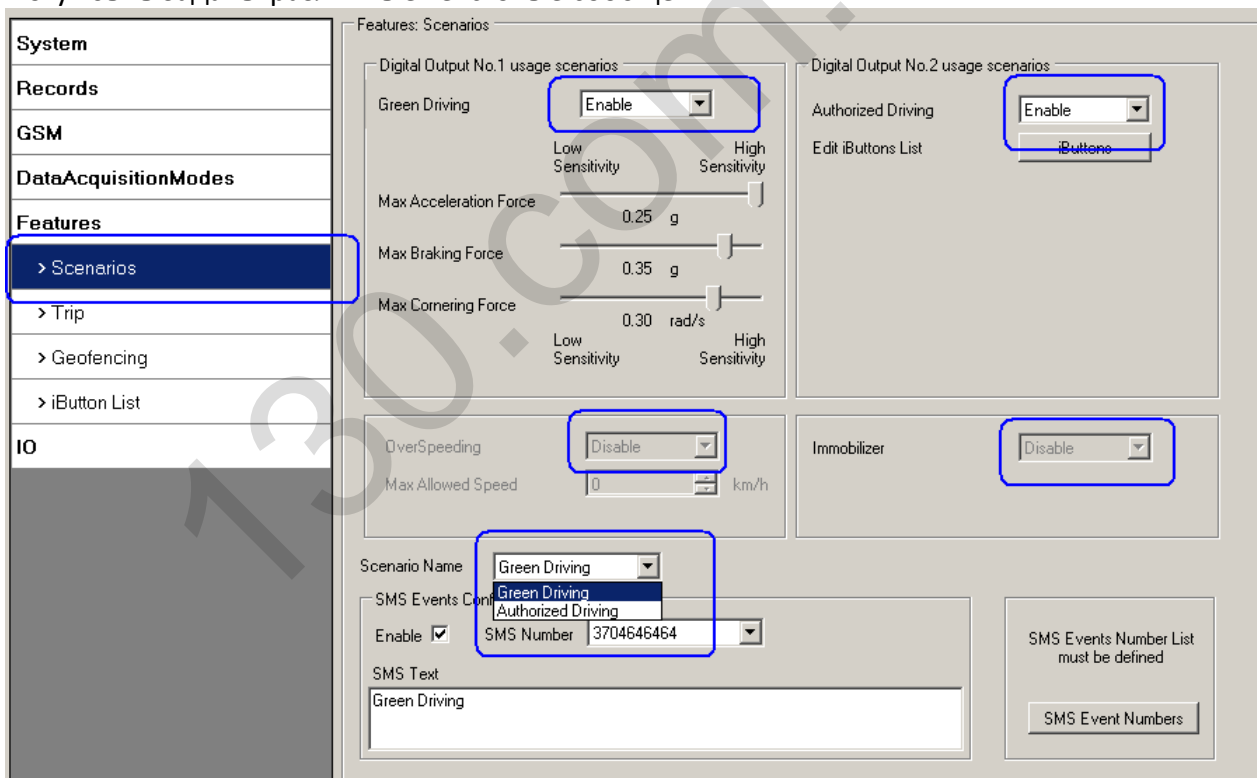 System
Records
GSM
DataAcquisitionModes
Features
> Scenarios
> Trip
> Geofencing
> iButton List
IO
Features: Scenarios
Digital Output No.1 usage scenarios
Green Driving Enable
Low High
Sensitivity Sensitivity
Max Acceleration Force
0.25 g
Max Braking Force
0.35 g
Max Cornering Force
0.30 rad/s
Low High
Sensitivity Sensitivity
Digital Output No.2 usage scenarios
Authorized Driving Enable
Edit iButtons List iButtons
OverSpeeding Disable
Max Allowed Speed 0 km/h
Immobilizer Disable
Scenario Name Green Driving
Green Driving
Authorized Driving
SMS Events Conf
Enable SMS Number 3704646464
SMS Text
Green Driving
SMS Events Number List
must be defined
SMS Event Numbers
130.com.